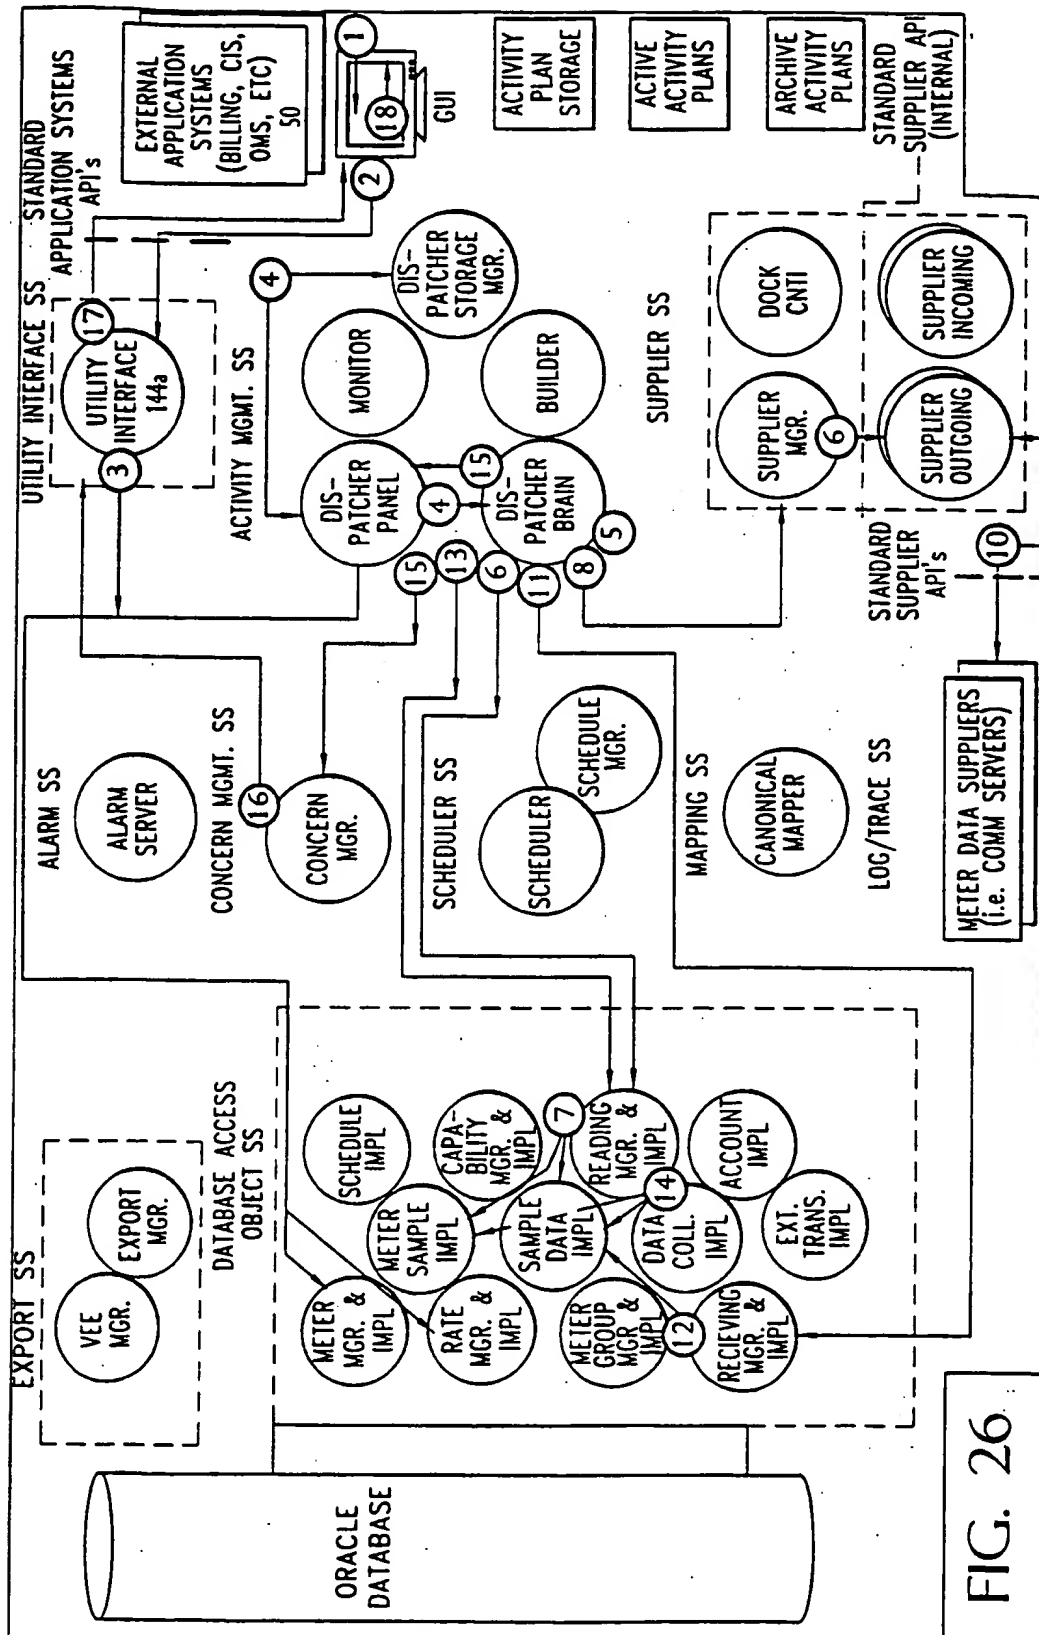 UTILITY INTERFACE SS
STANDARD
APPLICATION SYSTEMS
API's
EXTERNAL
APPLICATION
SYSTEMS
(BILLING, CIS,
OMS, ETC)
50
17
UTILITY
INTERFACE
144a
3
1
18
GUI
2
ACTIVITY
PLAN
STORAGE
ACTIVE
ACTIVITY
PLANS
ARCHIVE
ACTIVITY
PLANS
ACTIVITY MGMT. SS
4
DIS-
PATCHER
STORAGE
MGR.
MONITOR
BUILDER
DIS-
PATCHER
PANEL
4
15
DIS-
PATCHER
BRAIN
15
13
6
11
8
5
SUPPLIER SS
DOCK
CNTI
SUPPLIER
MGR.
6
STANDARD
SUPPLIER API
(INTERNAL)
SUPPLIER
INCOMING
SUPPLIER
OUTGOING
STANDARD
SUPPLIER
API's
10
ALARM SS
ALARM
SERVER
CONCERN MGMT. SS
16
CONCERN
MGR.
SCHEDULER SS
SCHEDULER
SCHEDULE
MGR.
MAPPING SS
CANONICAL
MAPPER
LOG/TRACE SS
METER DATA SUPPLIERS
(i.e. COMM SERVERS)
EXPORT SS
VEE
MGR.
EXPORT
MGR.
DATABASE ACCESS
OBJECT SS
SCHEDULE
IMPL
CAPA-
BILITY
MGR. &
IMPL
7
READING
MGR. &
IMPL
ACCOUNT
IMPL
METER
SAMPLE
IMPL
SAMPLE
DATA
IMPL
14
DATA
COLL.
IMPL
EXT.
TRANS.
IMPL
METER
MGR. &
IMPL
RATE
MGR. &
IMPL
METER
GROUP
MGR &
IMPL
12
RECIEVING
MGR. &
IMPL
ORACLE
DATABASE
FIG. 26